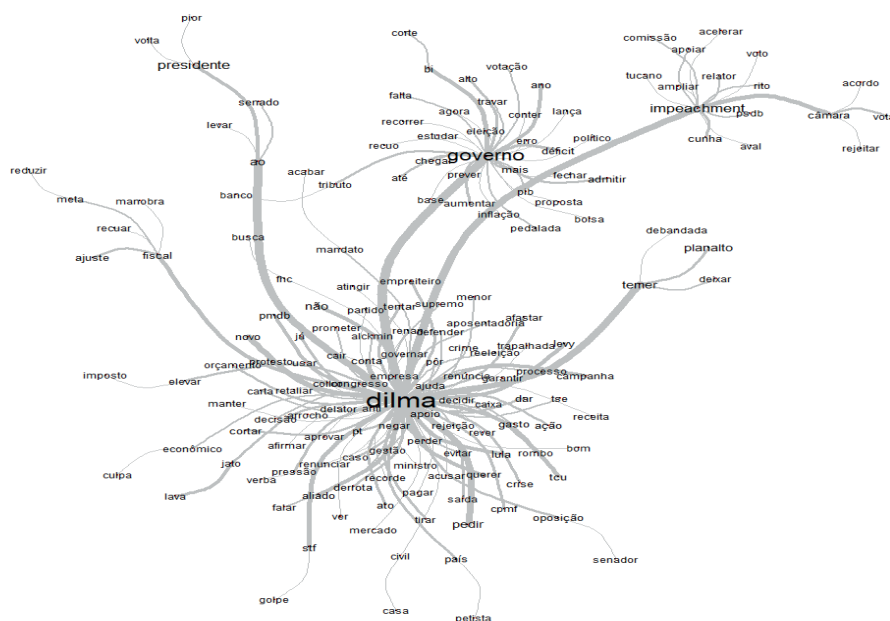 pior
volta
presidente
corte
bi
alto
votação
ano
falta
travar
agora
conter
lança
recorrer
eleição
estudar
erro
político
recuo
governo
déficit
chegar
mais
até
prever
fechar
admitir
pib
base
aumentar
proposta
inflação
bolsa
pedalada
acelerar
comissão
apoiar
voto
tucano
relator
ampliar
rito
acordo
impeachment
psdb
câmara
vota
cunha
aval
rejeitar
senado
levar
ao
acabar
tributo
banco
reduzir
meta
manobra
recuar
ajuste
fiscal
busca
mandato
fhc
atingir
empreiteiro
debandada
planalto
temer
deixar
não
partido
tentar
supremo
menor
pmdb
prometer
alckmin
renan
defender
aposentadoria
afastar
novo
já
cair
conta
governar
crime
reeleição
trapalhada
levy
protesto
usar
pôr
orçamento
empresa
renúncia
processo
imposto
elevar
carta
retaliar
collor
congresso
ajuda
garantir
campanha
dilma
manter
delator
anti
apoio
decidir
caixa
dar
tse
decisão
arrocho
receita
cortar
aprovar
pt
negar
rejeição
rever
gasto
ação
econômico
afirmar
caso
gestão
perder
evitar
lula
rombo
bom
culpa
jato
renunciar
ministro
pressão
recorde
acusar
querer
tcu
lava
verba
derrota
crise
aliado
pagar
saída
falar
ato
cpmf
ver
tirar
pedir
oposição
mercado
stf
civil
país
senador
golpe
casa
petista